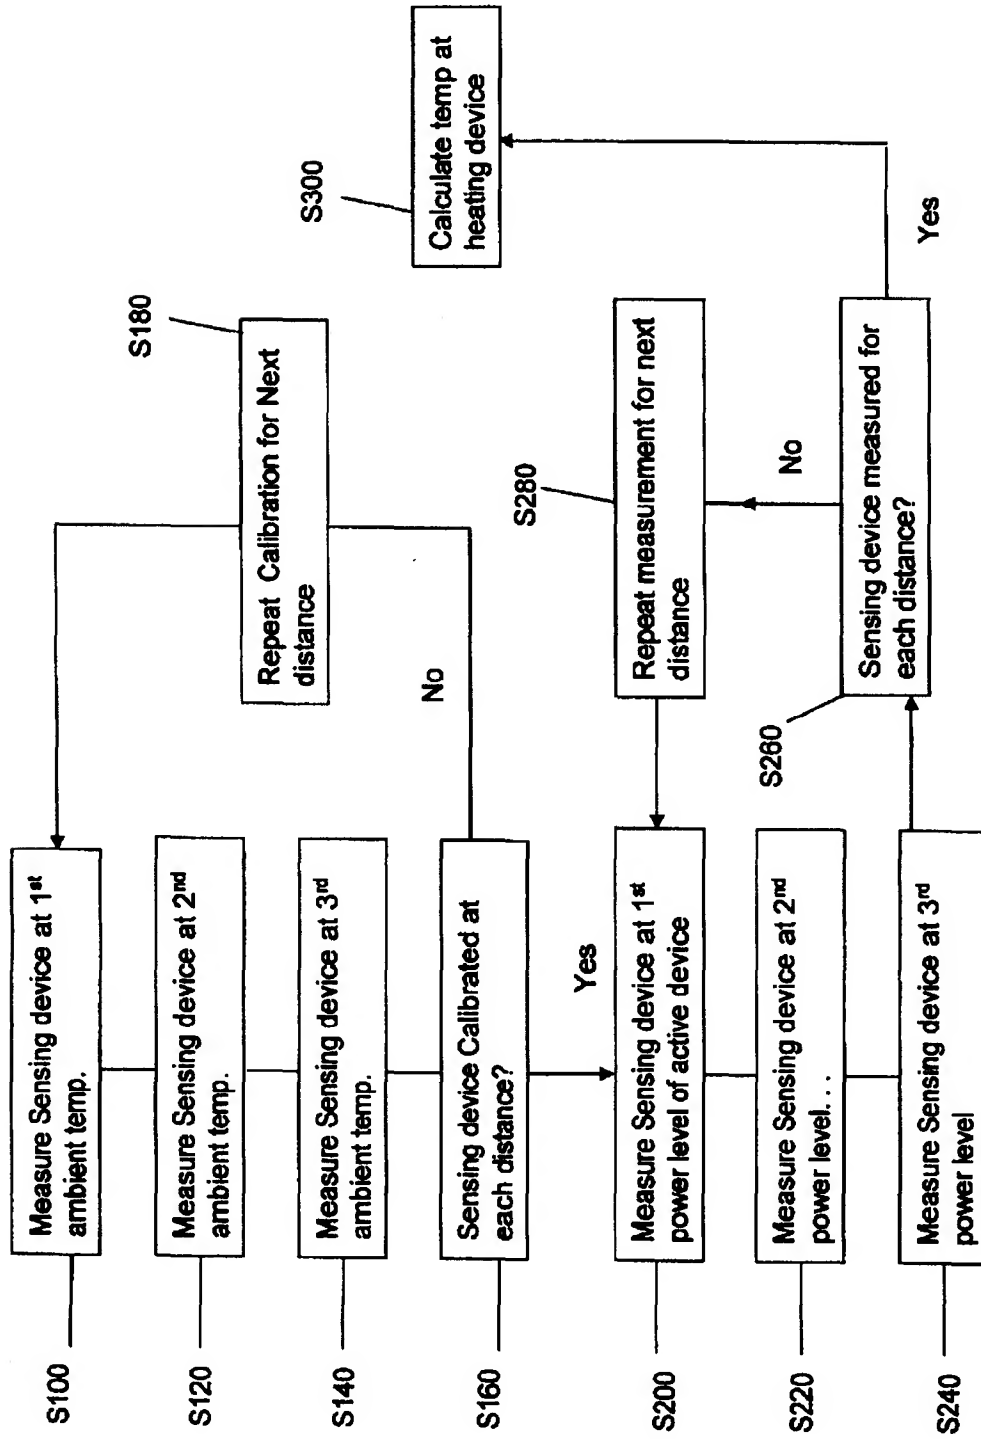 S100
Measure Sensing device at 1st
ambient temp.
S120
Measure Sensing device at 2nd
ambient temp.
S140
Measure Sensing device at 3rd
ambient temp.
S160
Sensing device Calibrated at
each distance?
No
S180
Repeat Calibration for Next
distance
Yes
S200
Measure Sensing device at 1st
power level of active device
S220
Measure Sensing device at 2nd
power level...
S240
Measure Sensing device at 3rd
power level
S260
Sensing device measured for
each distance?
No
S280
Repeat measurement for next
distance
Yes
S300
Calculate temp at
heating device